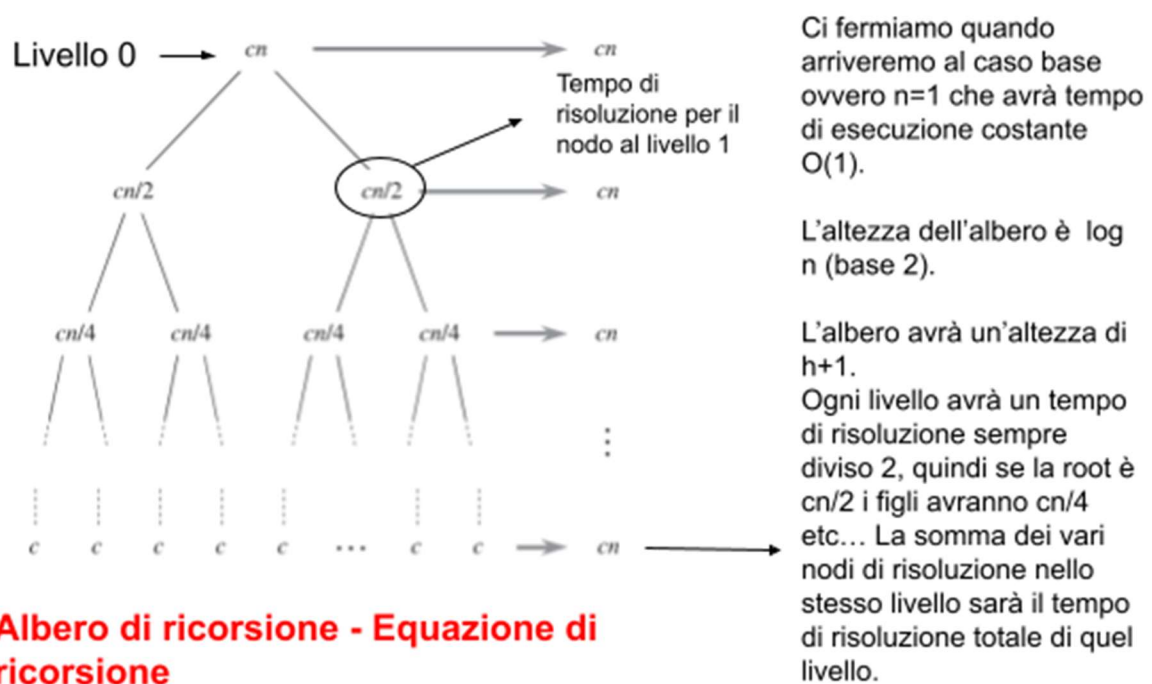 Livello 0
cn
cn
Tempo di
risoluzione per il
nodo al livello 1
cn/2
cn/2
cn
cn/4
cn/4
cn/4
cn/4
cn
c
c
c
c
c
...
c
c
cn
Albero di ricorsione - Equazione di
ricorsione
Ci fermiamo quando
arriveremo al caso base
ovvero n=1 che avrà tempo
di esecuzione costante
O(1).
L'altezza dell'albero è log
n (base 2).
L'albero avrà un'altezza di
h+1.
Ogni livello avrà un tempo
di risoluzione sempre
diviso 2, quindi se la root è
cn/2 i figli avranno cn/4
etc... La somma dei vari
nodi di risoluzione nello
stesso livello sarà il tempo
di risoluzione totale di quel
livello.